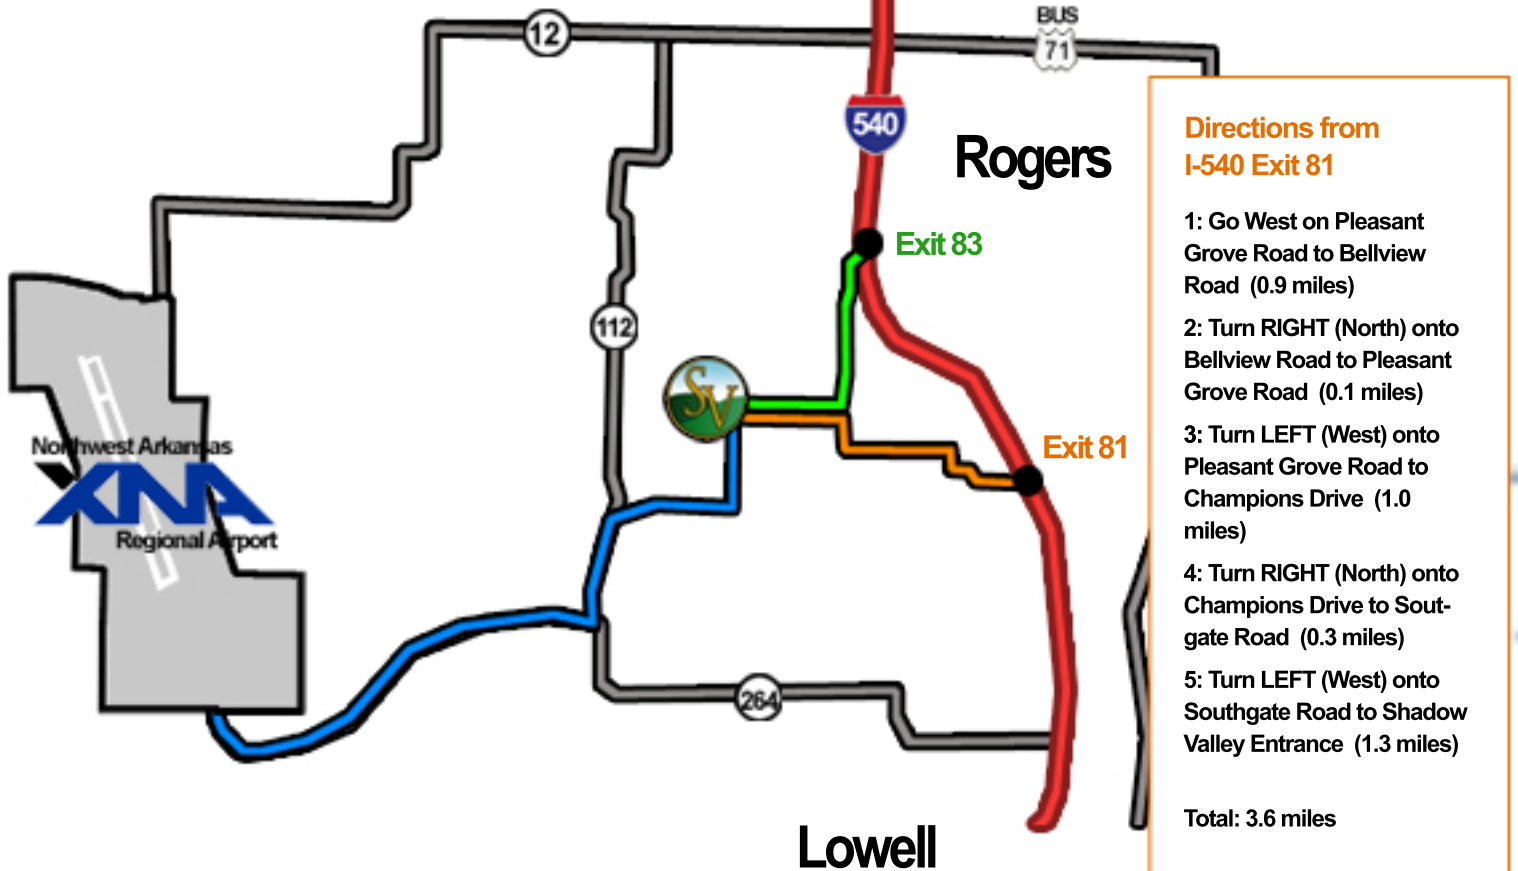 12
BUS
71
540
Rogers
Exit 83
112
SV
Exit 81
Northwest Arkansas
XNA
Regional Airport
264
Lowell
Directions from
I-540 Exit 81
1: Go West on Pleasant
Grove Road to Bellview
Road (0.9 miles)
2: Turn RIGHT (North) onto
Bellview Road to Pleasant
Grove Road (0.1 miles)
3: Turn LEFT (West) onto
Pleasant Grove Road to
Champions Drive (1.0
miles)
4: Turn RIGHT (North) onto
Champions Drive to Sout-
gate Road (0.3 miles)
5: Turn LEFT (West) onto
Southgate Road to Shadow
Valley Entrance (1.3 miles)
Total: 3.6 miles